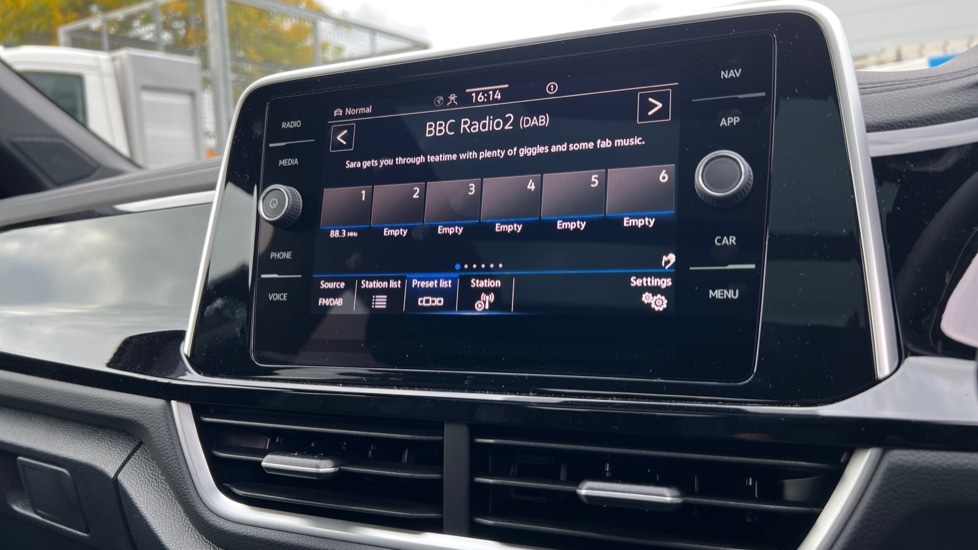 Normal
16:14
1
BBC Radio2 (DAB)
Sara gets you through teatime with plenty of giggles and some fab music.
1 2 3 4 5 6
88.3 MHz Empty Empty Empty Empty Empty
Source Station list Preset list Station Settings
FM/DAB
RADIO
MEDIA
PHONE
VOICE
NAV
APP
CAR
MENU